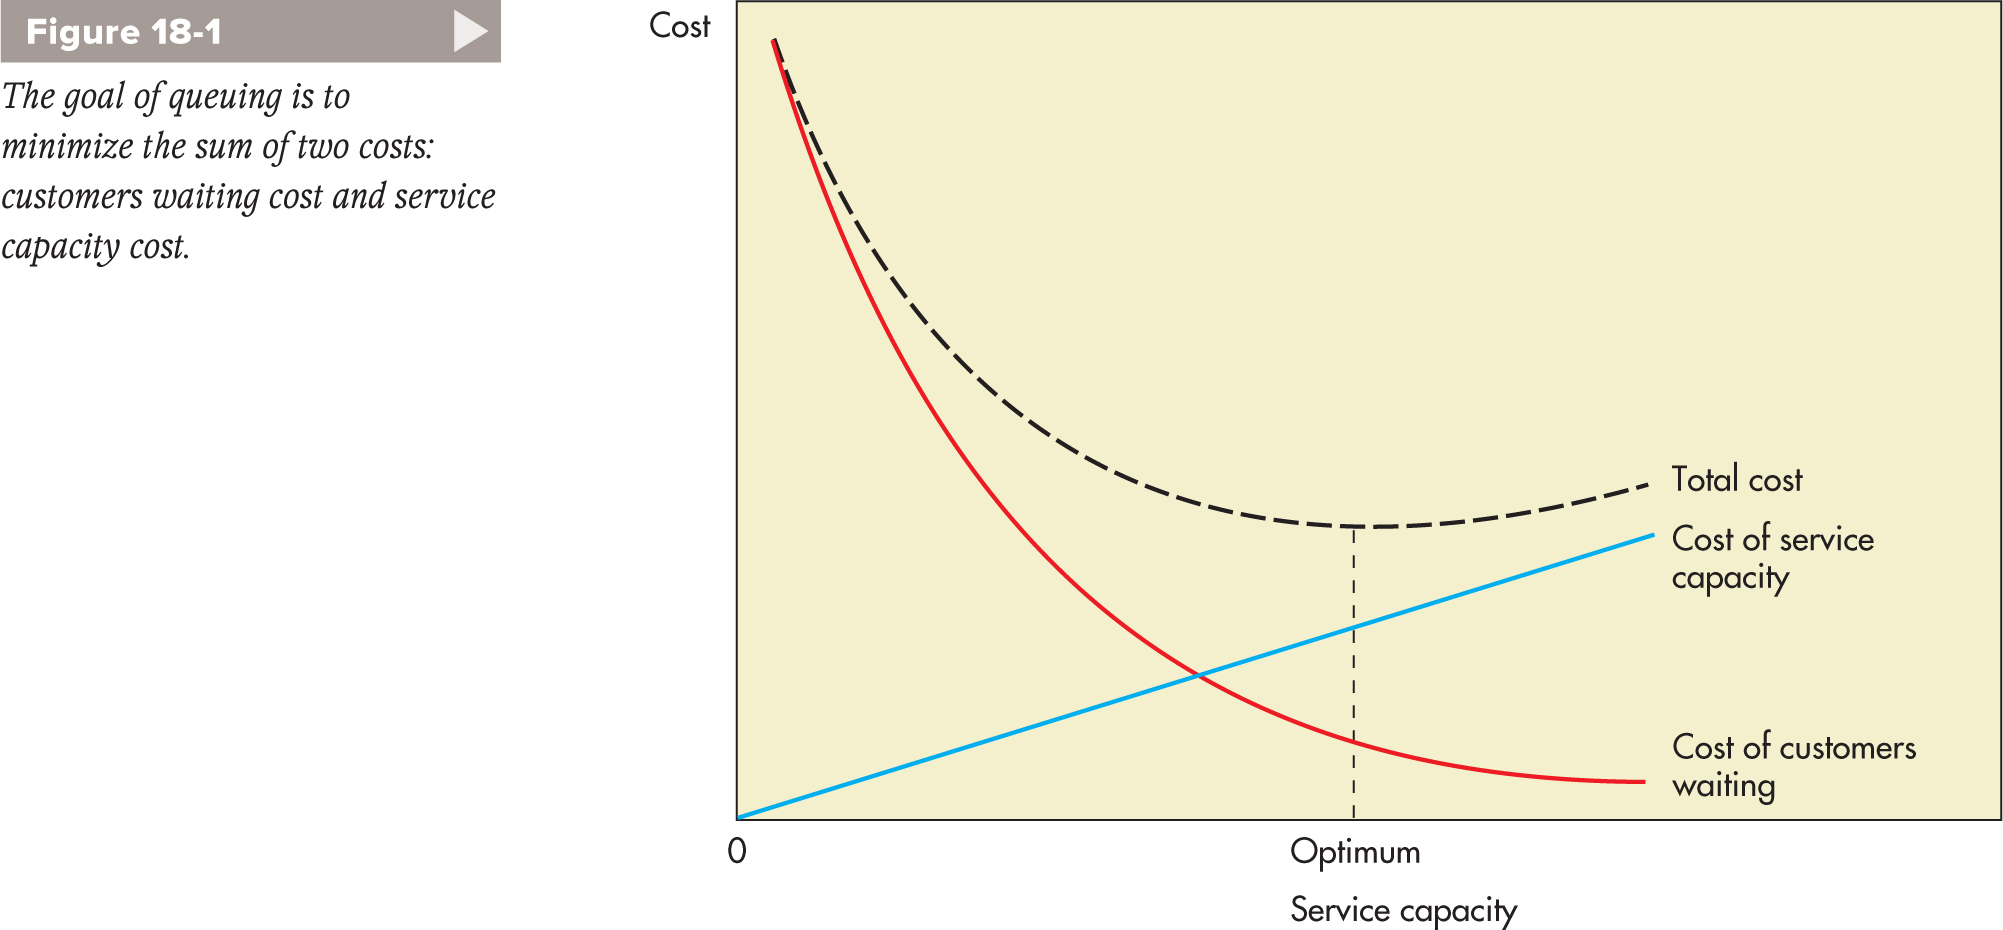 Figure 18-1
The goal of queuing is to
minimize the sum of two costs:
customers waiting cost and service
capacity cost.
Cost
Total cost
Cost of service
capacity
Cost of customers
waiting
0
Optimum
Service capacity